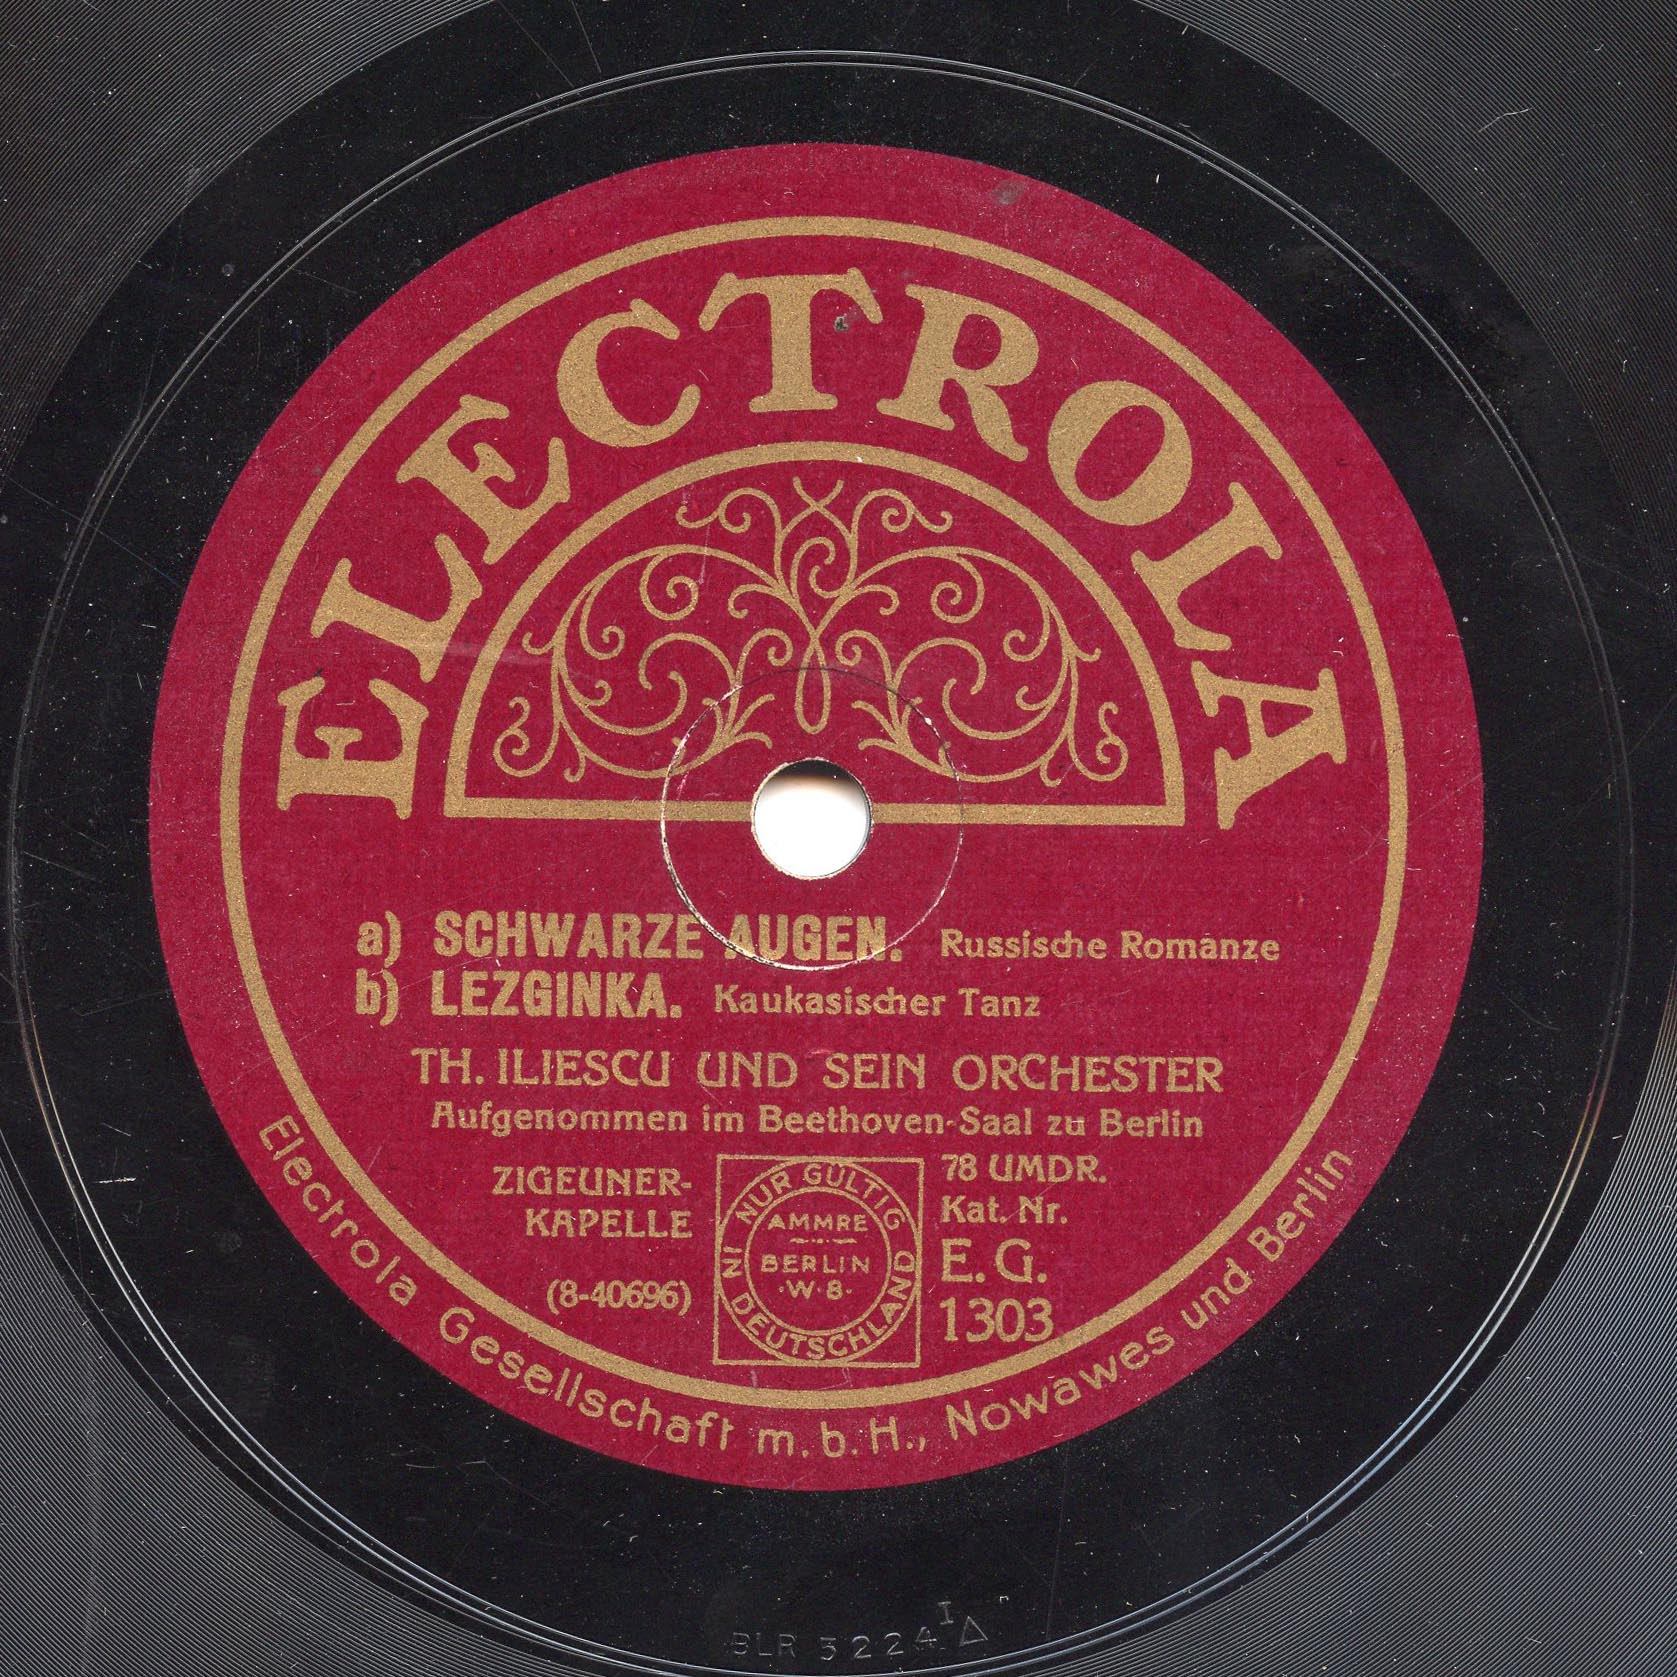 ELECTROLA
a) SCHWARZE AUGEN. Russische Romanze
b) LEZGINKA. Kaukasischer Tanz
TH. ILIESCU UND SEIN ORCHESTER
Aufgenommen im Beethoven-Saal zu Berlin
ZIGEUNER-
KAPELLE
(8-40696)
NUR GÜLTIG
IN DEUTSCHLAND
AMMRE
BERLIN
·W·8·
78 UMDR.
Kat. Nr.
E. G.
1303
Electrola Gesellschaft m.b.H., Nowawes und Berlin
BLR 5224 I △